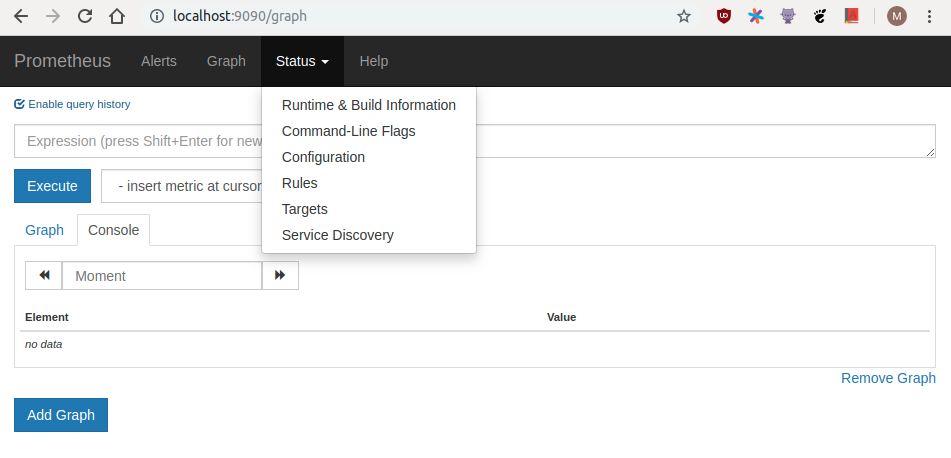 localhost:9090/graph
M
Prometheus Alerts Graph Status Help
Enable query history
Runtime & Build Information
Command-Line Flags
Configuration
Rules
Targets
Service Discovery
Expression (press Shift+Enter for new
Execute - insert metric at cursor
Graph Console
Moment
Element Value
no data
Remove Graph
Add Graph